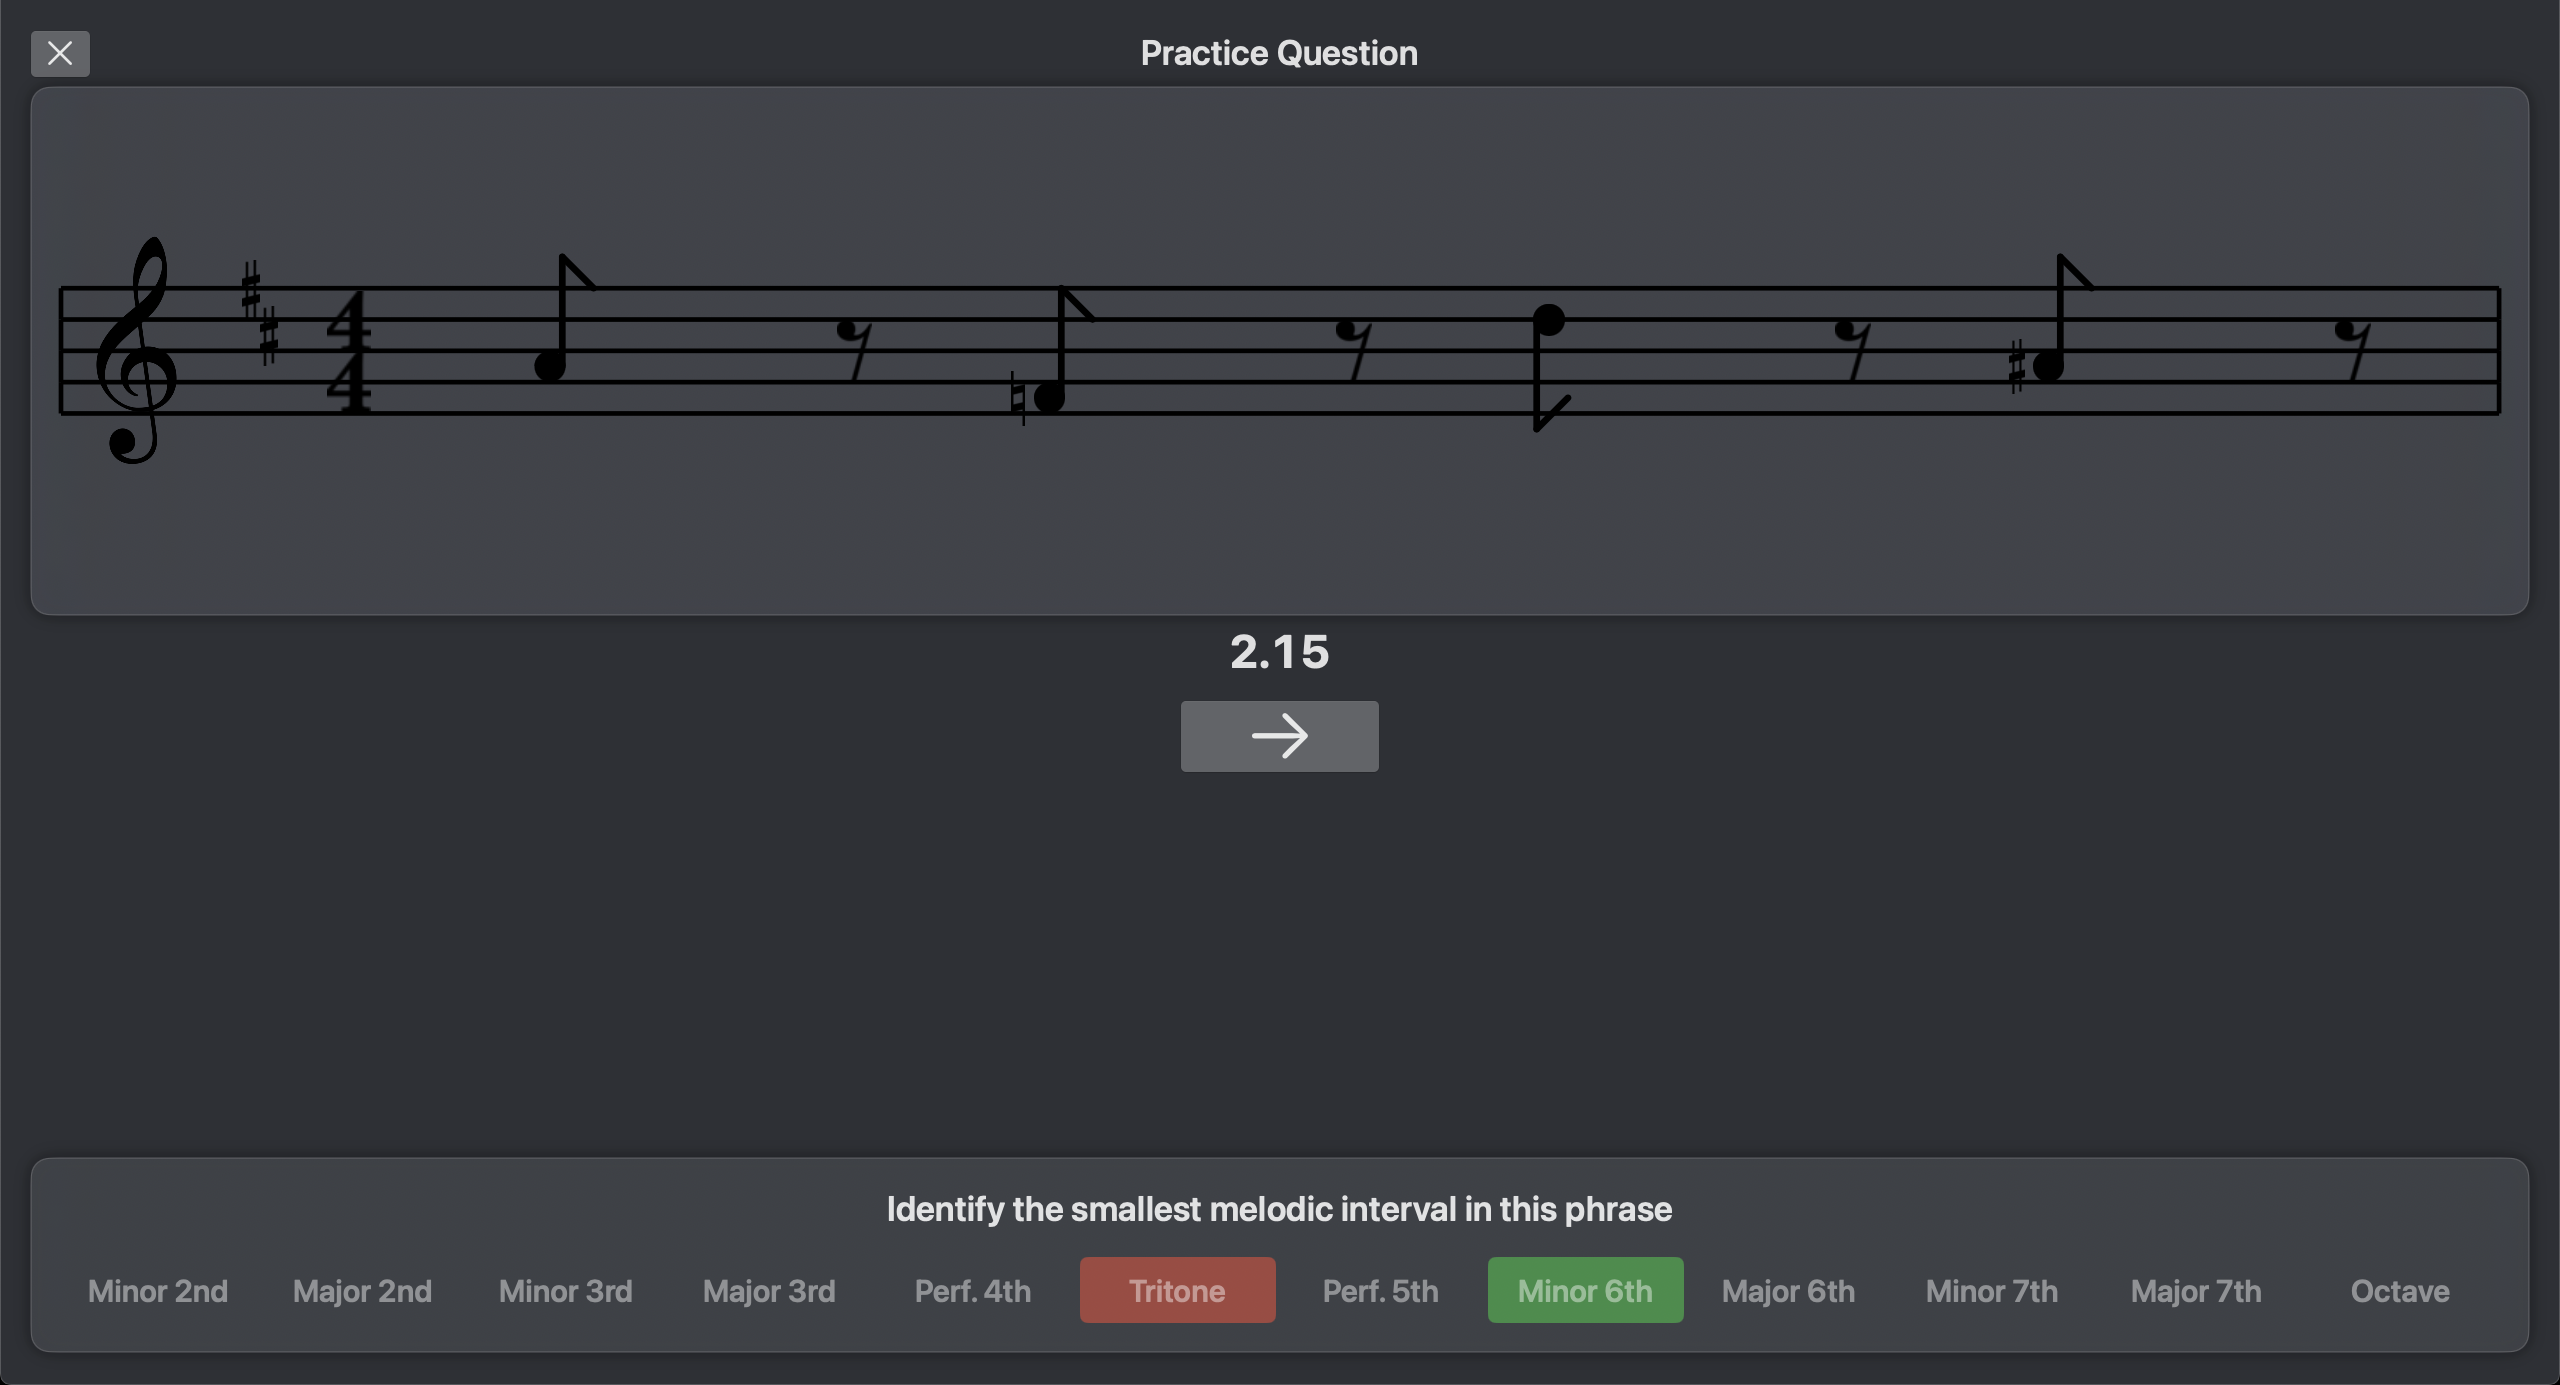 Practice Question
4
4
2.15
Identify the smallest melodic interval in this phrase
Minor 2nd Major 2nd Minor 3rd Major 3rd Perf. 4th Tritone Perf. 5th Minor 6th Major 6th Minor 7th Major 7th Octave